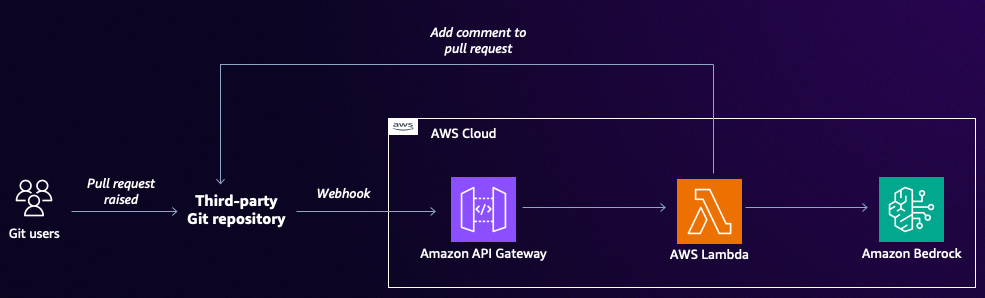 Add comment to
pull request
aws
AWS Cloud
Pull request
raised
Webhook
Third-party
Git repository
Git users
</>
Amazon API Gateway
AWS Lambda
Amazon Bedrock